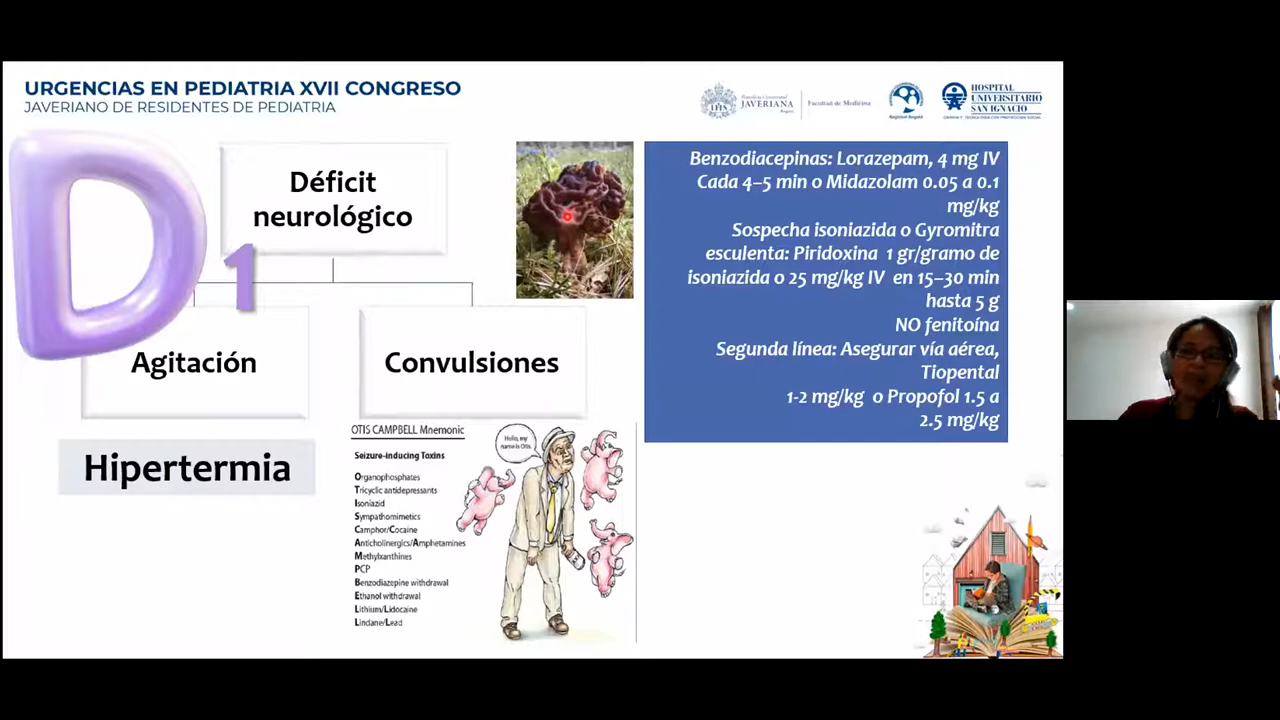 URGENCIAS EN PEDIATRIA XVII CONGRESO
JAVERIANO DE RESIDENTES DE PEDIATRIA
JAVERIANA
Facultad de Medicina
Regional Bogotá
HOSPITAL
UNIVERSITARIO
SAN IGNACIO
D
1
Déficit
neurológico
Agitación
Convulsiones
Hipertermia
Benzodiacepinas: Lorazepam, 4 mg IV
Cada 4–5 min o Midazolam 0.05 a 0.1
mg/kg
Sospecha isoniazida o Gyromitra
esculenta: Piridoxina 1 gr/gramo de
isoniazida o 25 mg/kg IV en 15–30 min
hasta 5 g
NO fenitoína
Segunda línea: Asegurar vía aérea,
Tiopental
1-2 mg/kg o Propofol 1.5 a
2.5 mg/kg
OTIS CAMPBELL Mnemonic
Seizure-inducing Toxins
Organophosphates
Tricyclic antidepressants
Isoniazid
Sympathomimetics
Camphor/Cocaine
Anticholinergics/Amphetamines
Methylxanthines
PCP
Benzodiazepine withdrawal
Ethanol withdrawal
Lithium/Lidocaine
Lindane/Lead
Hello, my
name is Otis.